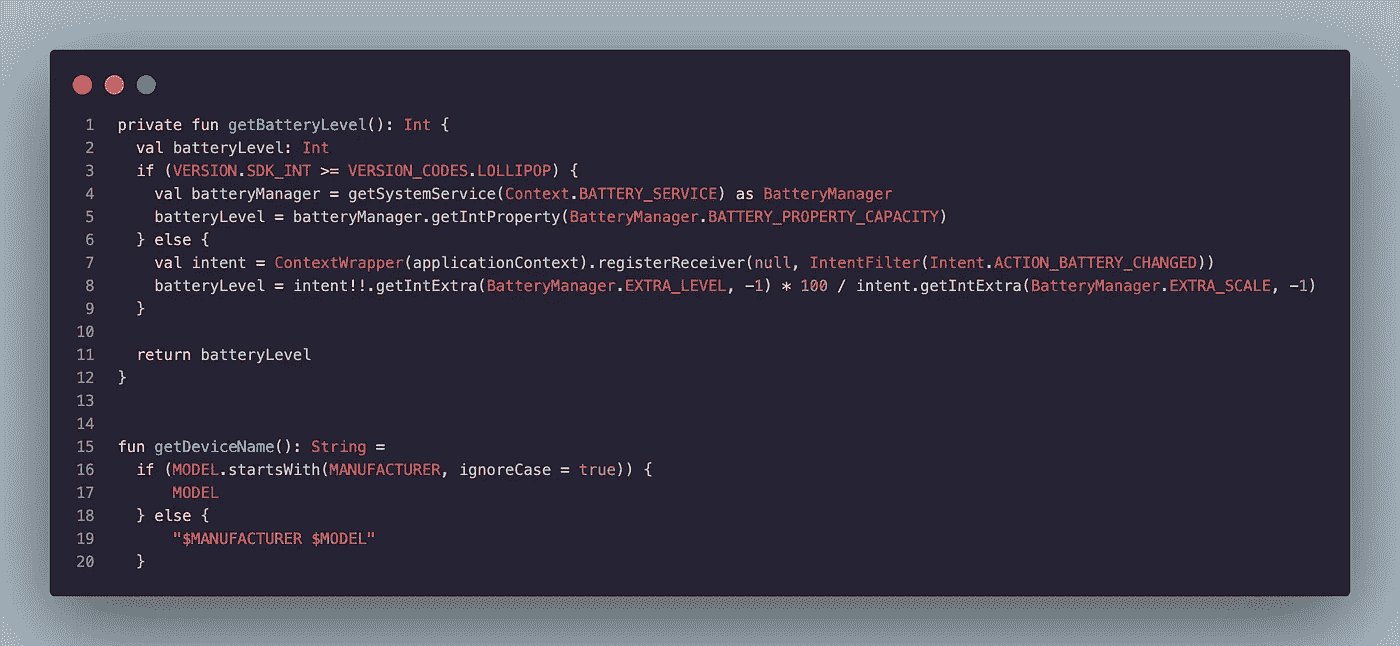 1 private fun getBatteryLevel(): Int {
2   val batteryLevel: Int
3   if (VERSION.SDK_INT >= VERSION_CODES.LOLLIPOP) {
4     val batteryManager = getSystemService(Context.BATTERY_SERVICE) as BatteryManager
5     batteryLevel = batteryManager.getIntProperty(BatteryManager.BATTERY_PROPERTY_CAPACITY)
6   } else {
7     val intent = ContextWrapper(applicationContext).registerReceiver(null, IntentFilter(Intent.ACTION_BATTERY_CHANGED))
8     batteryLevel = intent!!.getIntExtra(BatteryManager.EXTRA_LEVEL, -1) * 100 / intent.getIntExtra(BatteryManager.EXTRA_SCALE, -1)
9   }
10
11   return batteryLevel
12 }
13
14
15 fun getDeviceName(): String =
16   if (MODEL.startsWith(MANUFACTURER, ignoreCase = true)) {
17       MODEL
18   } else {
19       "$MANUFACTURER $MODEL"
20   }